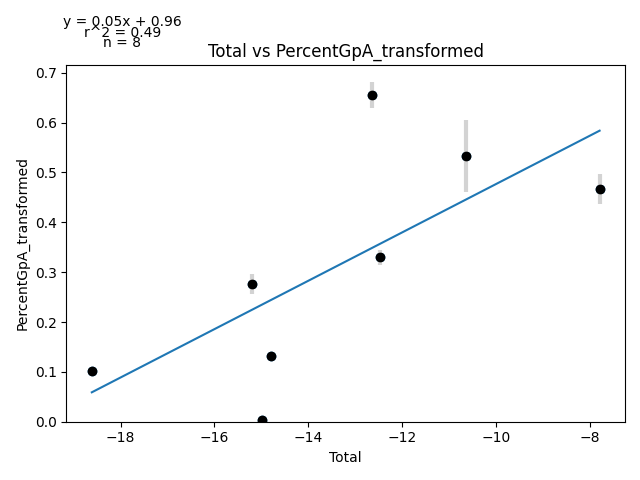 y = 0.05x + 0.96
r^2 = 0.49
n = 8
Total vs PercentGpA_transformed
PercentGpA_transformed
0.7
0.6
0.5
0.4
0.3
0.2
0.1
0.0
−18
−16
−14
−12
−10
−8
Total